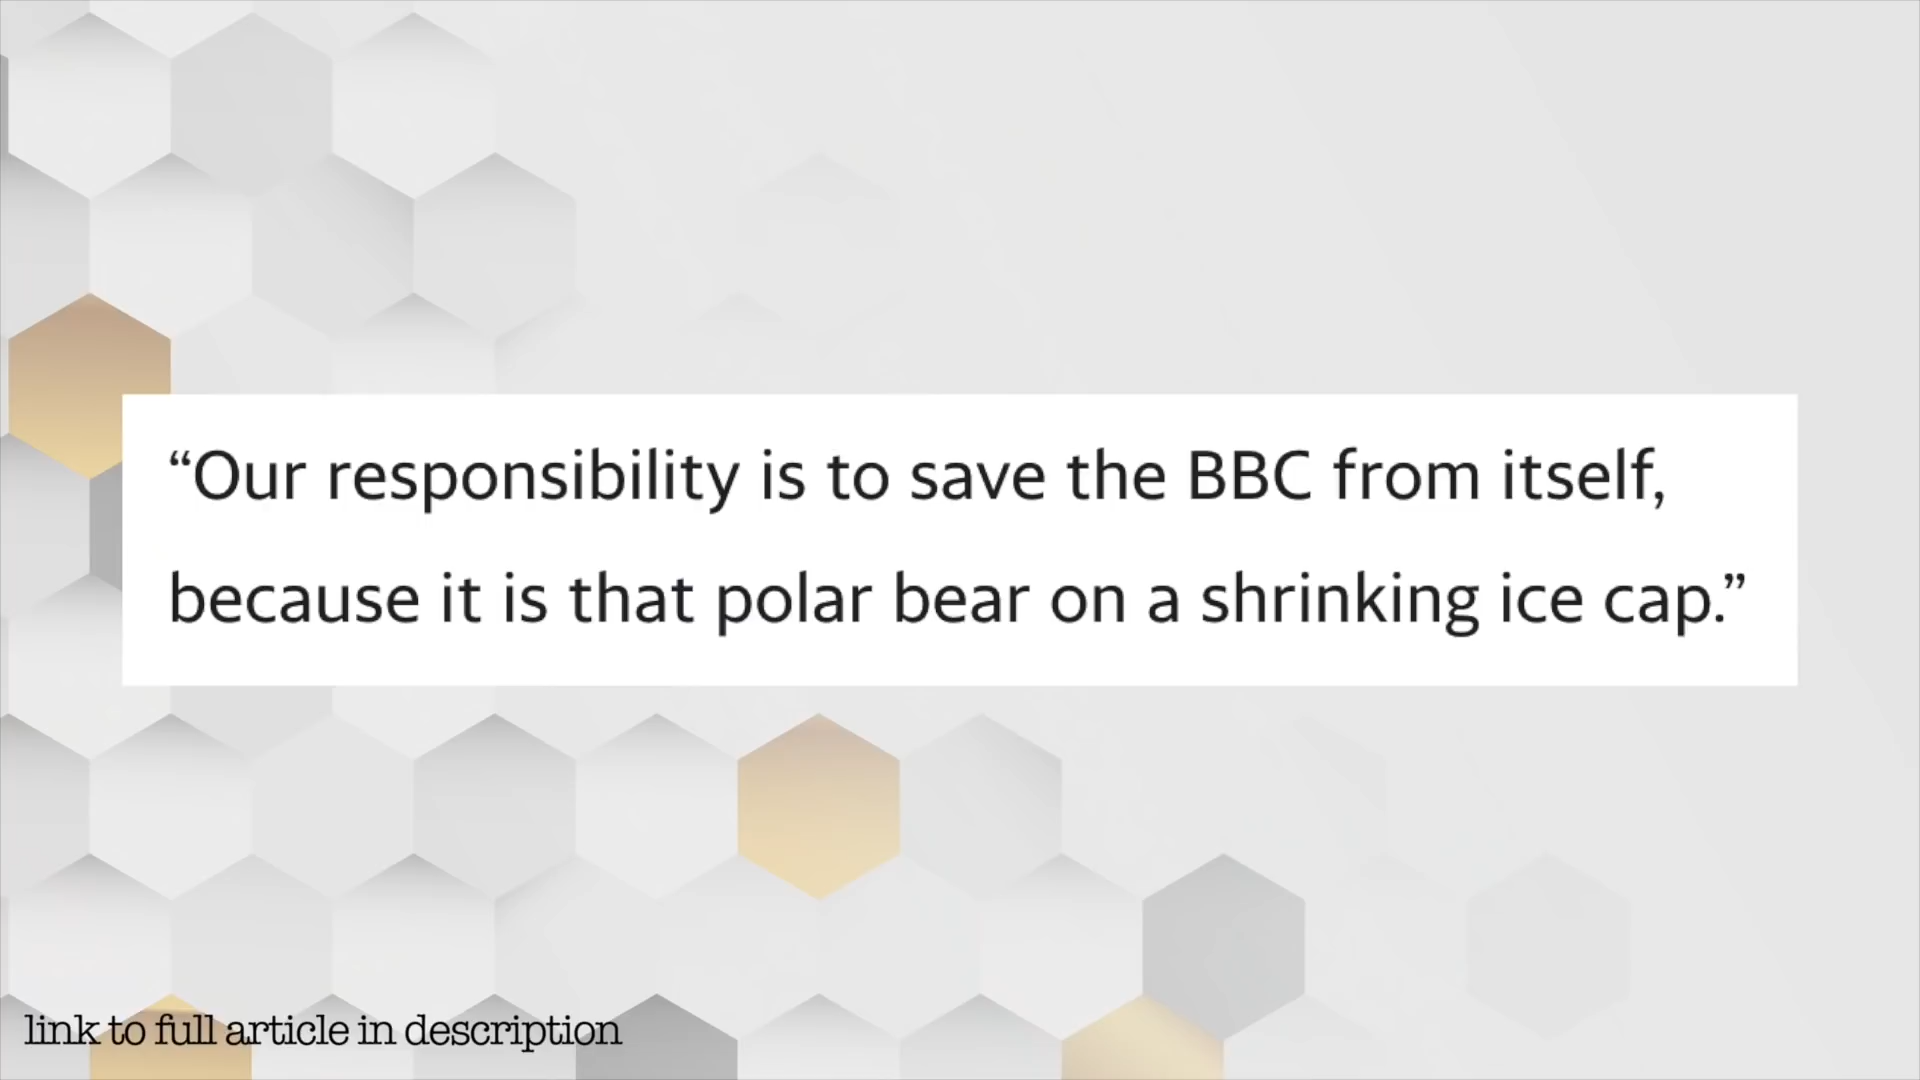 “Our responsibility is to save the BBC from itself,
because it is that polar bear on a shrinking ice cap.”
link to full article in description